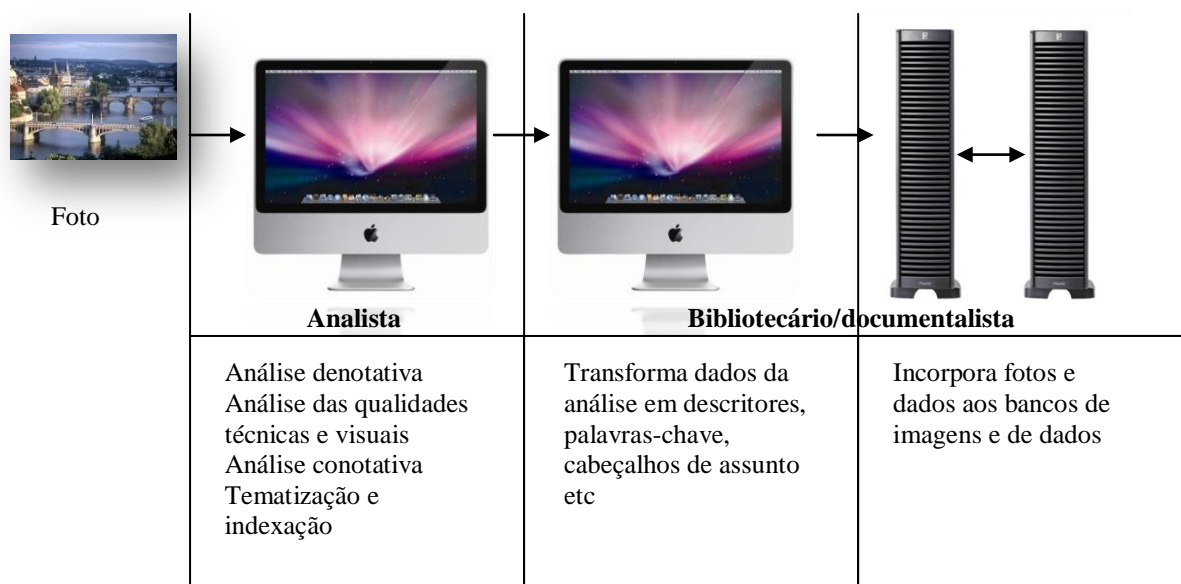 Foto
Analista
Bibliotecário/documentalista
Análise denotativa
Análise das qualidades
técnicas e visuais
Análise conotativa
Tematização e
indexação
Transforma dados da
análise em descritores,
palavras-chave,
cabeçalhos de assunto
etc
Incorpora fotos e
dados aos bancos de
imagens e de dados